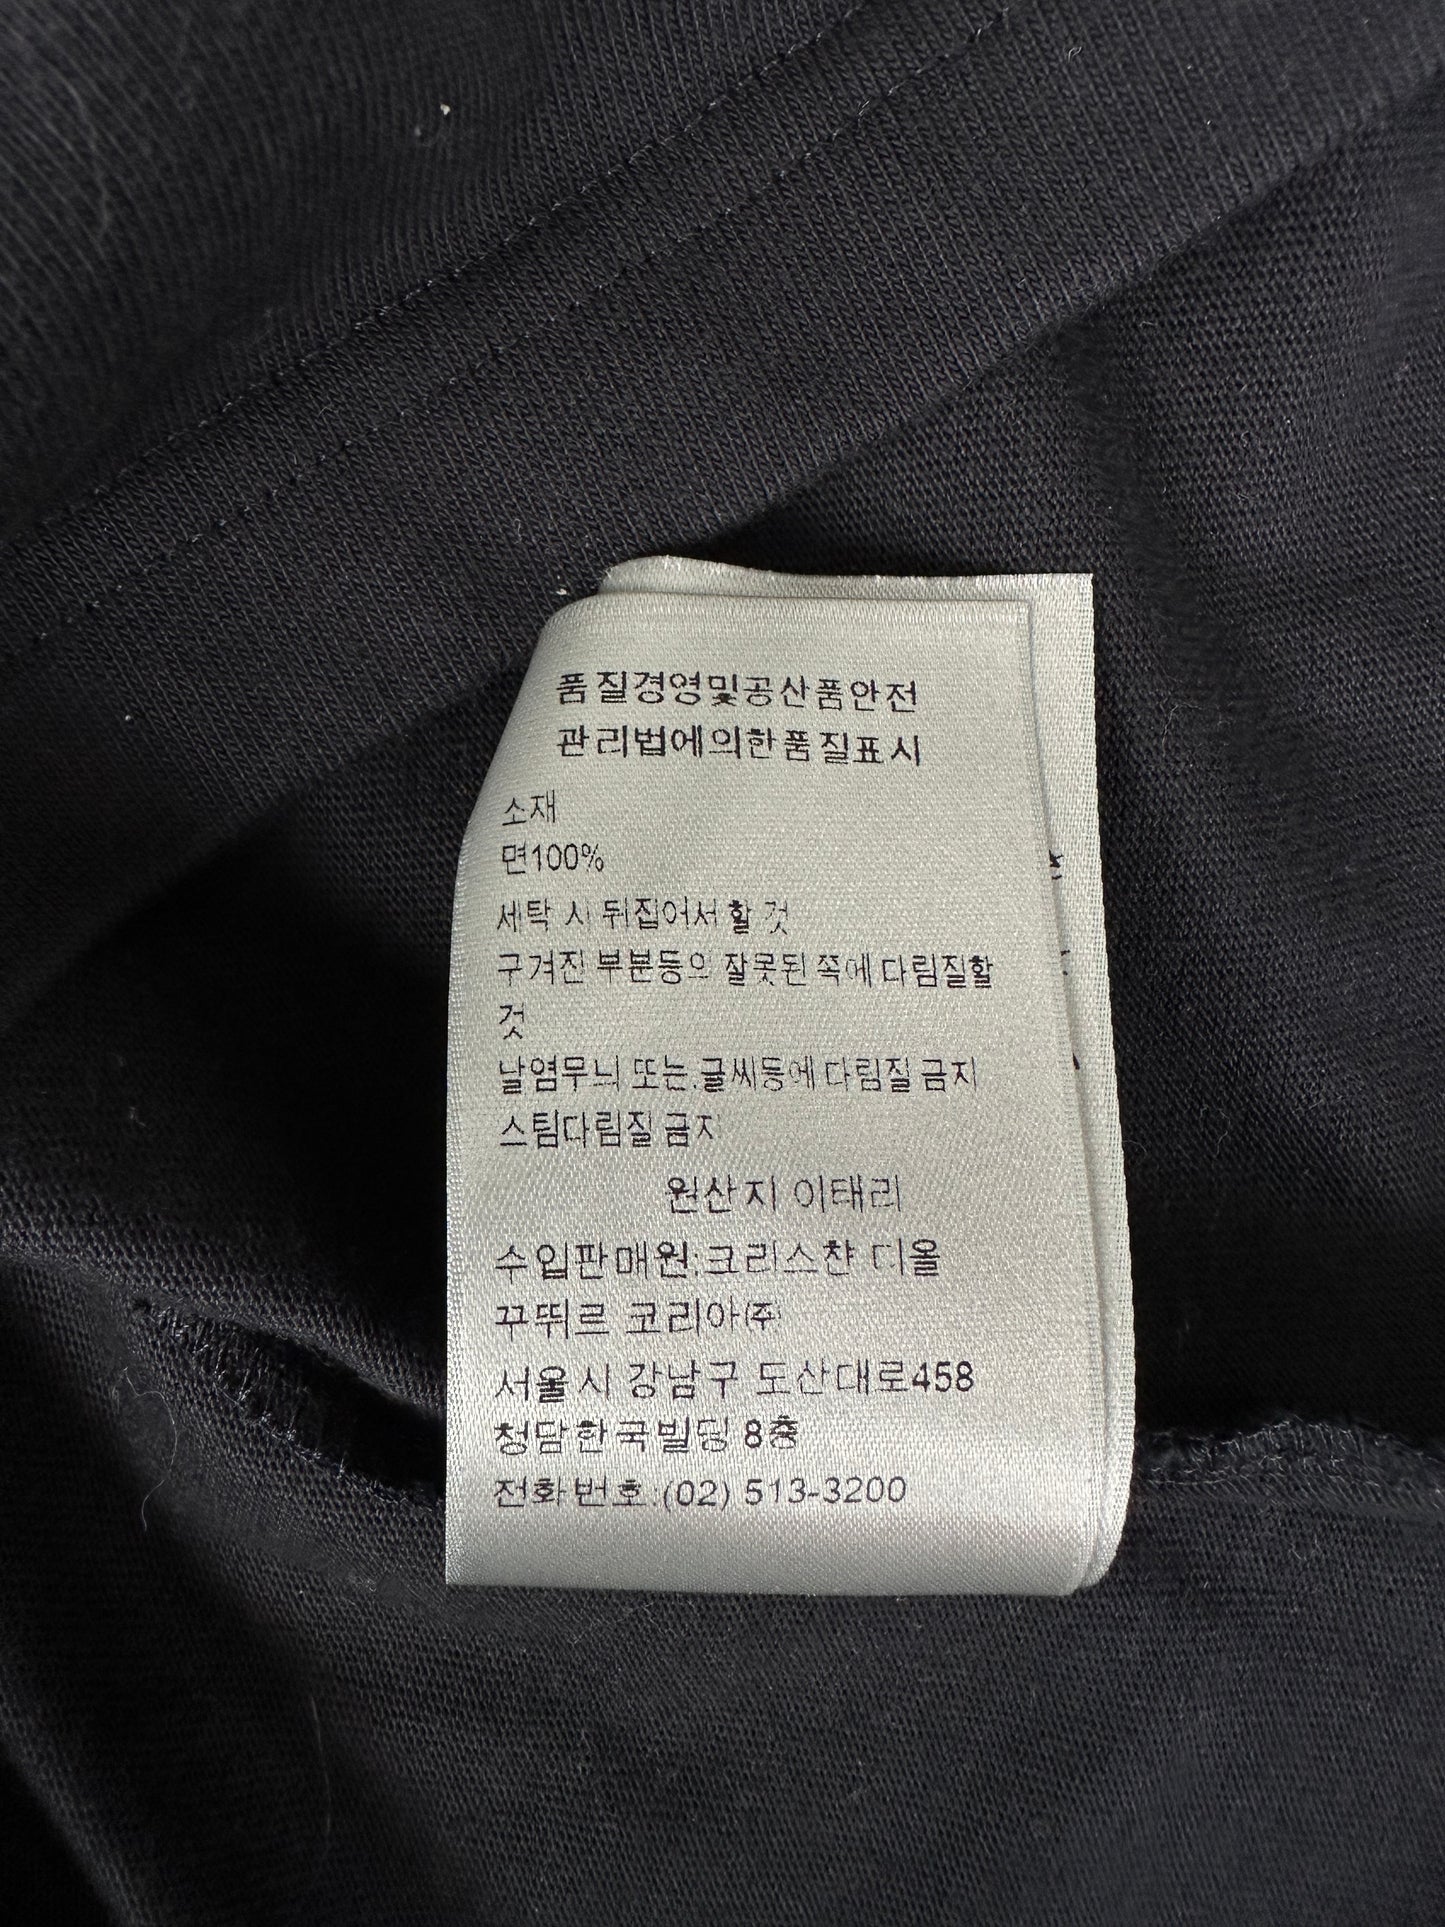 품질경영및공산품안전
관리법에의한품질표시
소재
면100%
세탁 시 뒤집어서 할 것
구겨진 부분등의 잘못된 쪽에 다림질할
것
날염무늬 또는.글씨등에 다림질 금지
스팀다림질 금지
원산지 이태리
수입판매원:크리스챤 디올
꾸뛰르 코리아(주)
서울시 강남구 도산대로458
청담한국빌딩 8층
전화번호:(02) 513-3200